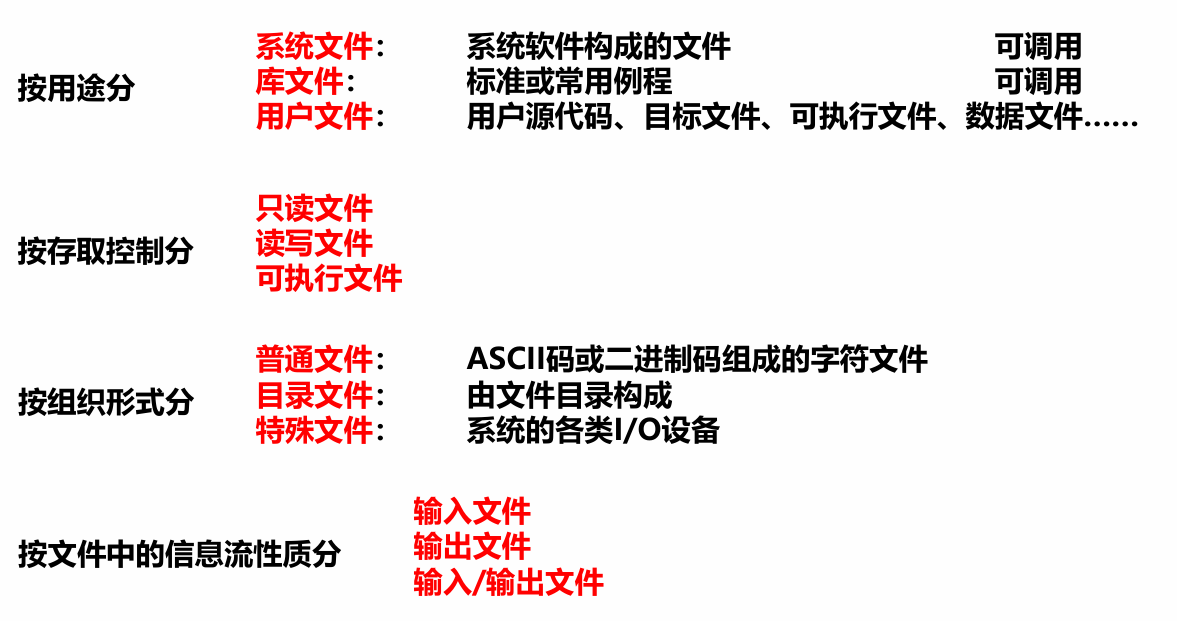 按用途分
系统文件： 系统软件构成的文件 可调用
库文件： 标准或常用例程 可调用
用户文件： 用户源代码、目标文件、可执行文件、数据文件……
按存取控制分
只读文件
读写文件
可执行文件
按组织形式分
普通文件： ASCII码或二进制码组成的字符文件
目录文件： 由文件目录构成
特殊文件： 系统的各类I/O设备
按文件中的信息流性质分
输入文件
输出文件
输入/输出文件